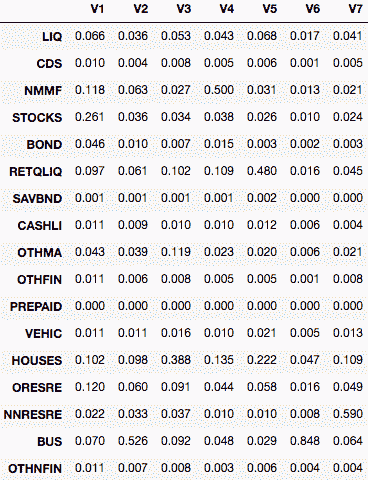 V1 V2 V3 V4 V5 V6 V7
LIQ 0.066 0.036 0.053 0.043 0.068 0.017 0.041
CDS 0.010 0.004 0.008 0.005 0.006 0.001 0.005
NMMF 0.118 0.063 0.027 0.500 0.031 0.013 0.021
STOCKS 0.261 0.036 0.034 0.038 0.026 0.010 0.024
BOND 0.046 0.010 0.007 0.015 0.003 0.002 0.003
RETQLIQ 0.097 0.061 0.102 0.109 0.480 0.016 0.045
SAVBND 0.001 0.001 0.001 0.001 0.002 0.000 0.000
CASHLI 0.011 0.009 0.010 0.010 0.012 0.006 0.004
OTHMA 0.043 0.039 0.119 0.023 0.020 0.006 0.021
OTHFIN 0.011 0.006 0.008 0.005 0.005 0.001 0.008
PREPAID 0.000 0.000 0.000 0.000 0.000 0.000 0.000
VEHIC 0.011 0.011 0.016 0.010 0.021 0.005 0.013
HOUSES 0.102 0.098 0.388 0.135 0.222 0.047 0.109
ORESRE 0.120 0.060 0.091 0.044 0.058 0.016 0.049
NNRESRE 0.022 0.033 0.037 0.010 0.010 0.008 0.590
BUS 0.070 0.526 0.092 0.048 0.029 0.848 0.064
OTHNFIN 0.011 0.007 0.008 0.003 0.006 0.004 0.004